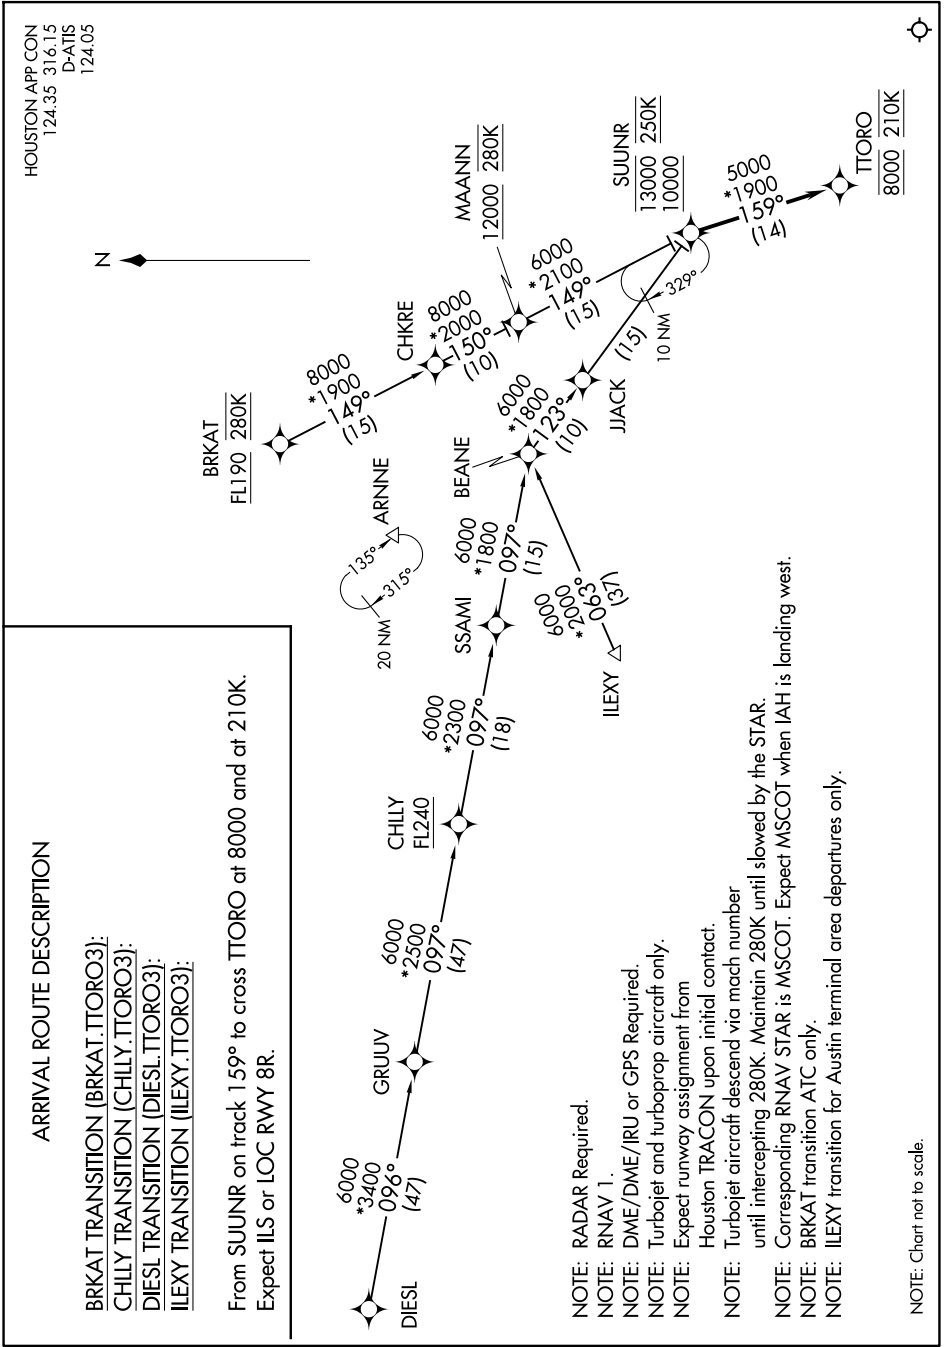 HOUSTON APP CON
124.35 316.15
D-ATIS
124.05
ARRIVAL ROUTE DESCRIPTION
BRKAT TRANSITION (BRKAT.TTORO3):
CHLLY TRANSITION (CHLLY.TTORO3):
DIESL TRANSITION (DIESL.TTORO3):
ILEXY TRANSITION (ILEXY.TTORO3):
From SUUNR on track 159° to cross TTORO at 8000 and at 210K.
Expect ILS or LOC RWY 8R.
N
BRKAT
FL190 280K
8000
*1900
149°
(15)
CHKRE
8000
*2000
150°
(10)
MAANN
12000 280K
6000
*2100
149°
(15)
SUUNR
13000 250K
10000
329°
10 NM
5000
*1900
159°
(14)
TTORO
8000 210K
ARNNE
135°
315°
20 NM
DIESL
6000
*3400
096°
(47)
GRUUV
6000
*2500
097°
(47)
CHLLY
FL240
6000
*2300
097°
(18)
SSAMI
6000
*1800
097°
(15)
BEANE
6000
*1800
123°
(10)
JJACK
(15)
ILEXY
6000
*2000
063°
(37)
NOTE: RADAR Required.
NOTE: RNAV 1.
NOTE: DME/DME/IRU or GPS Required.
NOTE: Turbojet and turboprop aircraft only.
NOTE: Expect runway assignment from
Houston TRACON upon initial contact.
NOTE: Turbojet aircraft descend via mach number
until intercepting 280K. Maintain 280K until slowed by the STAR.
NOTE: Corresponding RNAV STAR is MSCOT. Expect MSCOT when IAH is landing west.
NOTE: BRKAT transition ATC only.
NOTE: ILEXY transition for Austin terminal area departures only.
NOTE: Chart not to scale.